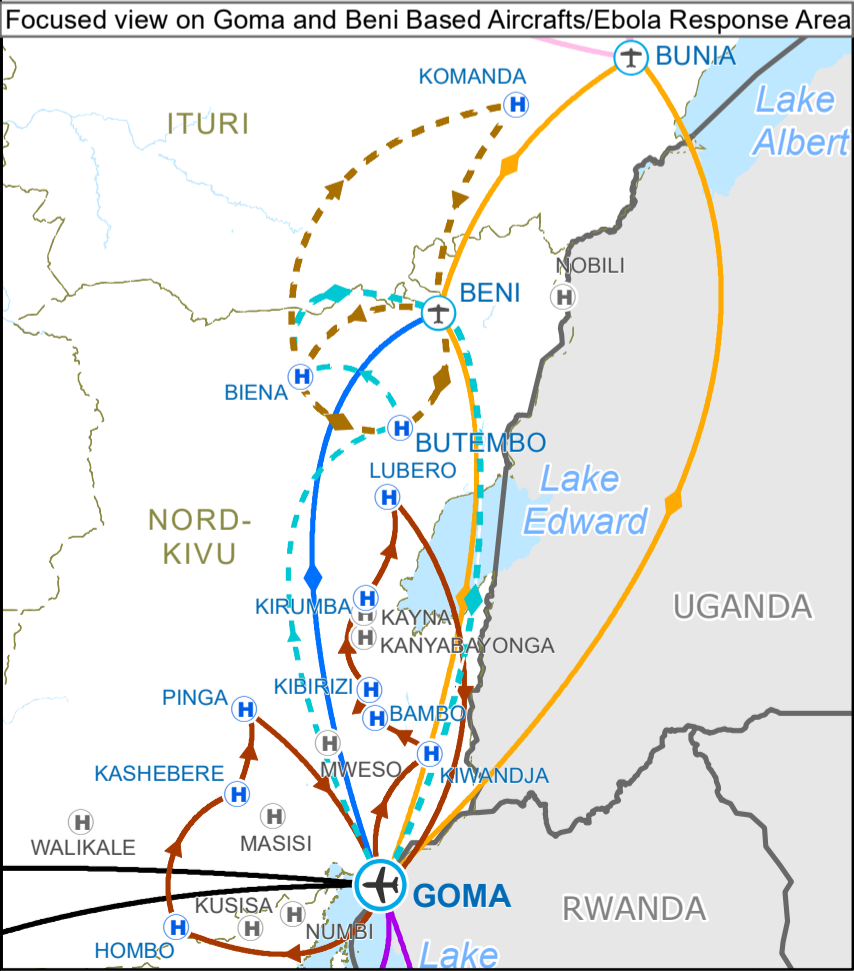 Focused view on Goma and Beni Based Aircrafts/Ebola Response Area
BUNIA
KOMANDA
H
Lake
Albert
ITURI
NOBILI
H
BENI
H
BIENA
H
BUTEMBO
LUBERO
H
Lake
Edward
NORD-
KIVU
H
KIRUMBA
H
KAYNA
H
KANYABAYONGA
UGANDA
KIBIRIZI
H
PINGA
H
H
BAMBO
H
MWESO
H
KIWANDJA
KASHEBERE
H
H
WALIKALE
H
MASISI
GOMA
RWANDA
KUSISA
H
H
NUMBI
H
HOMBO
Lake